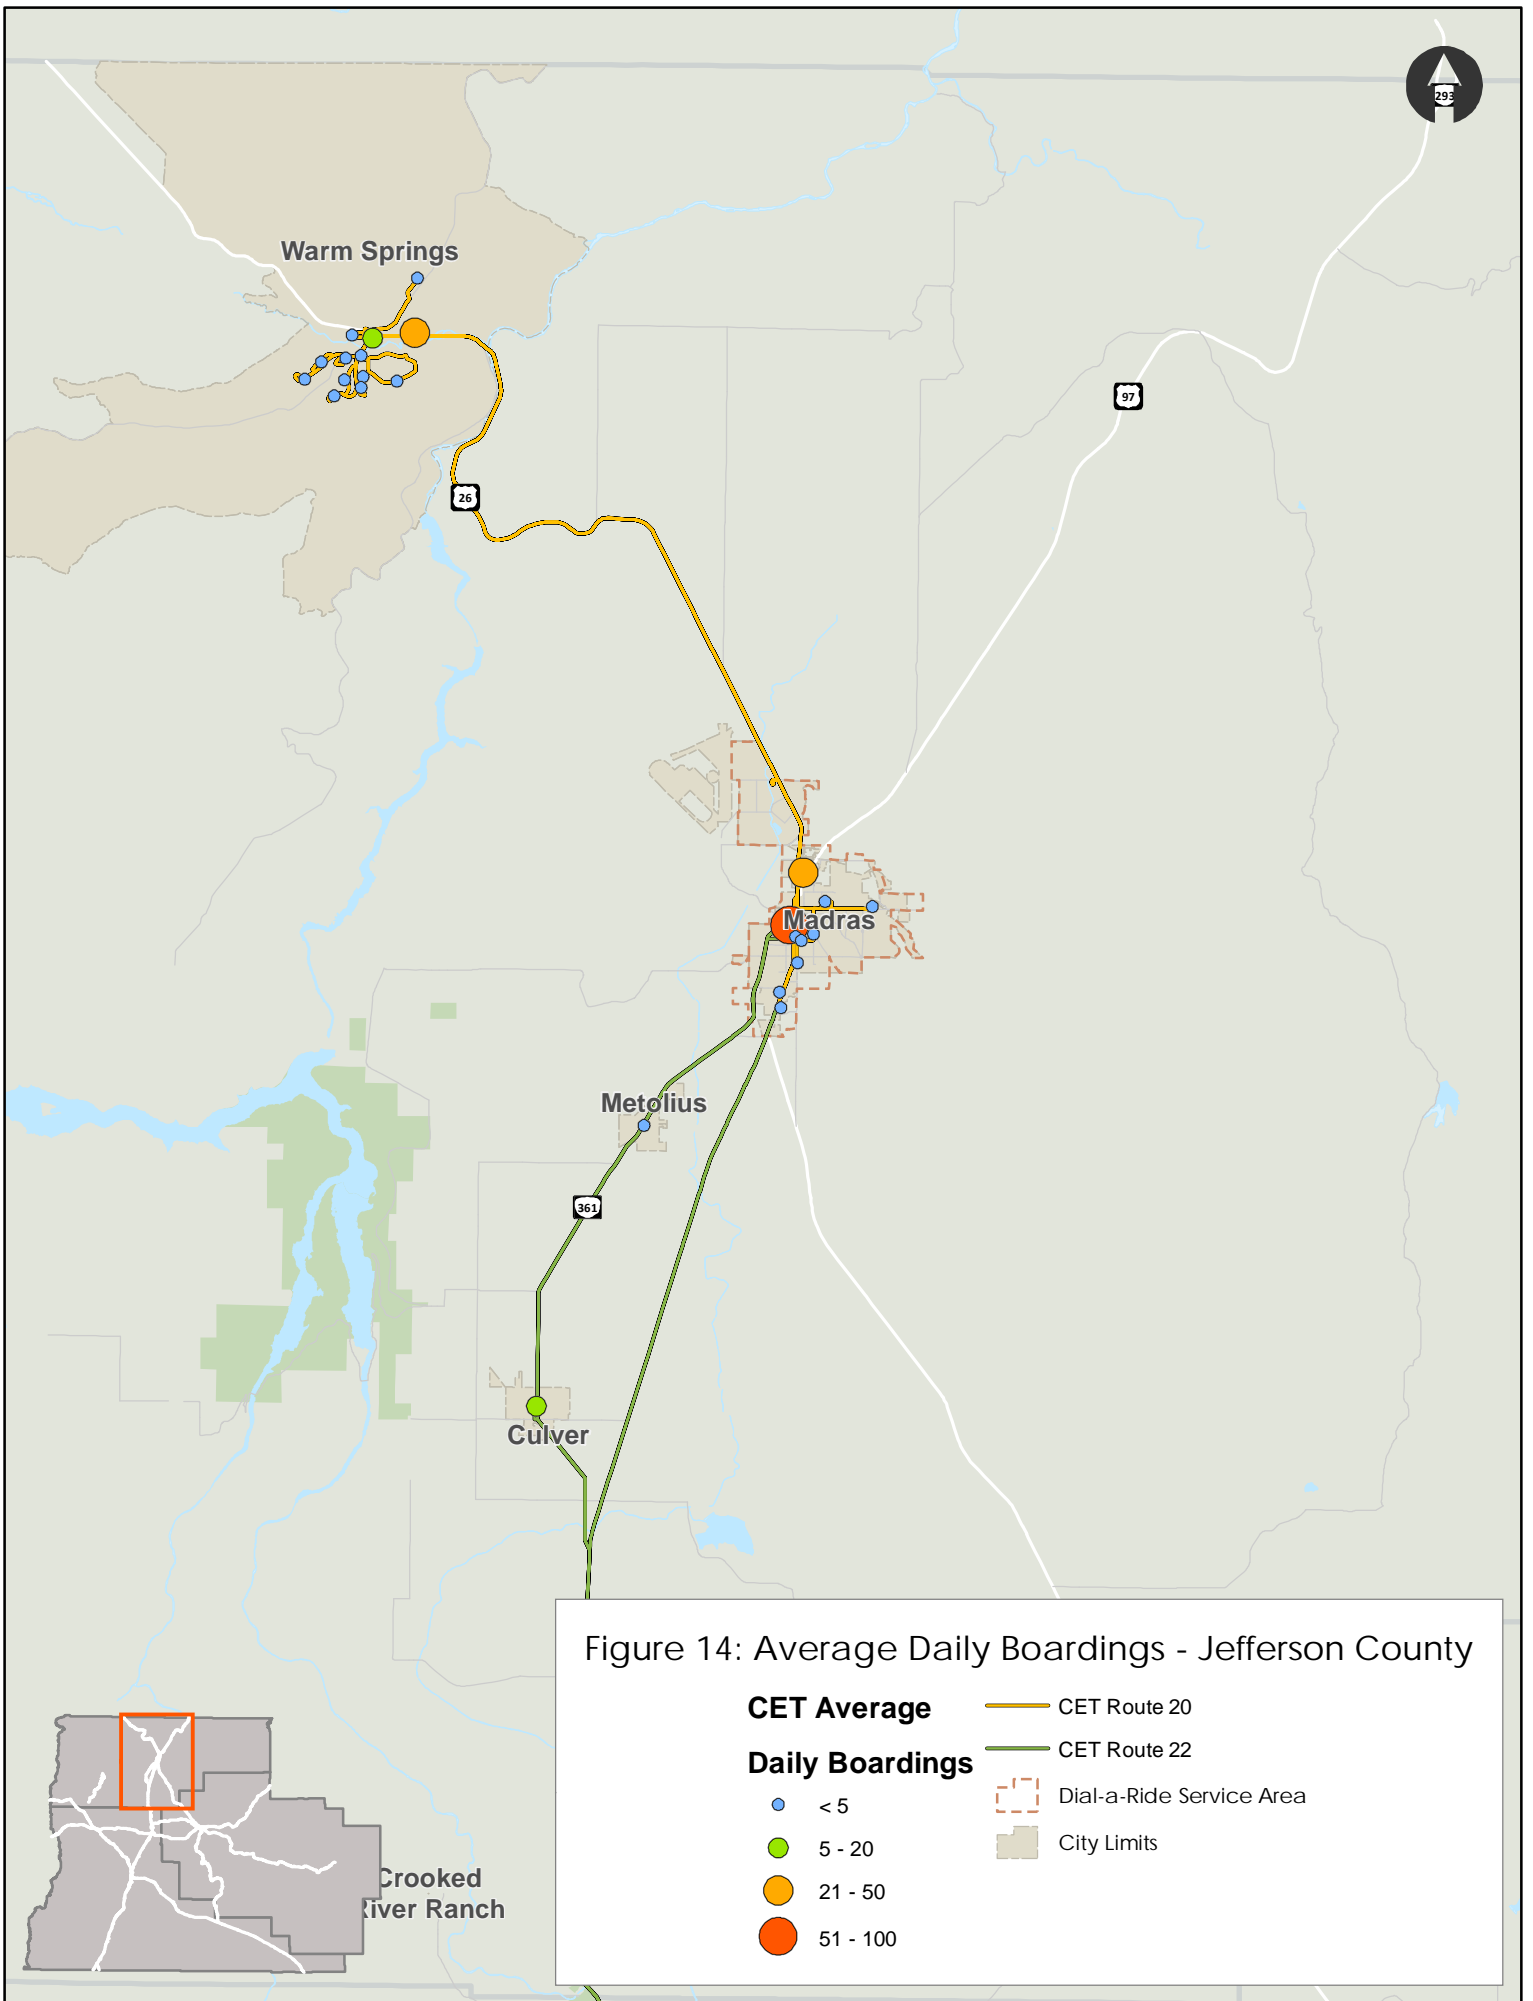 293
Warm Springs
97
26
Madras
Metolius
361
Culver
Figure 14: Average Daily Boardings - Jefferson County
CET Average
Daily Boardings
< 5
5 - 20
21 - 50
51 - 100
CET Route 20
CET Route 22
Dial-a-Ride Service Area
City Limits
Crooked
River Ranch